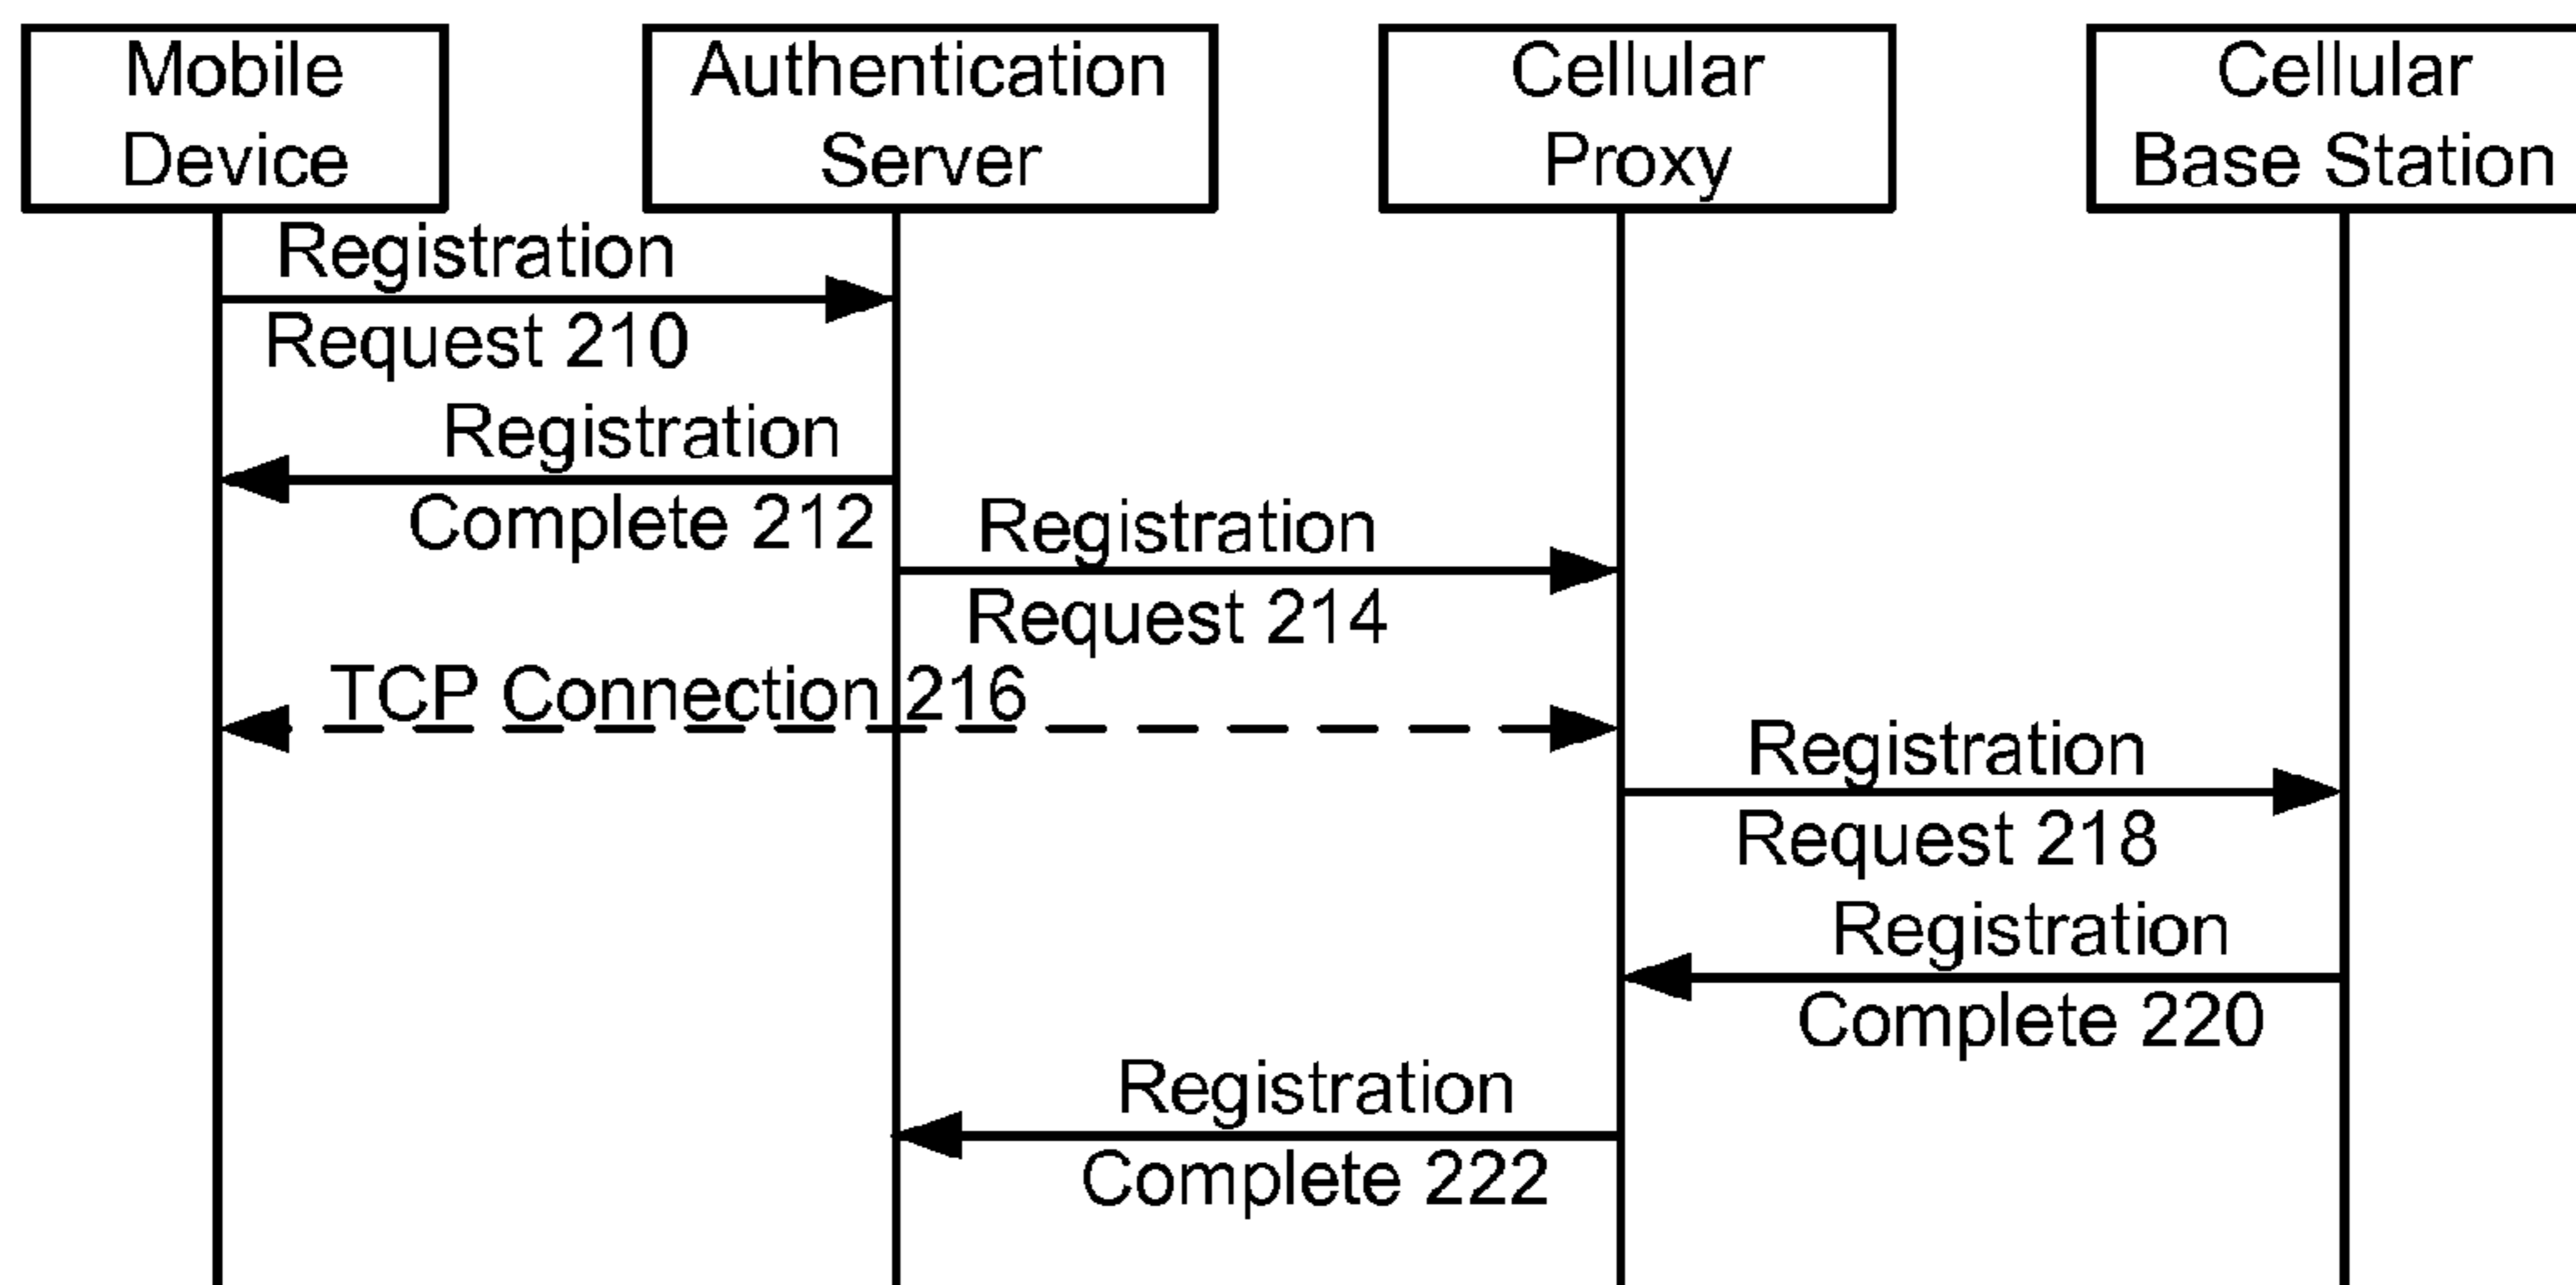 Mobile
Device
Authentication
Server
Cellular
Proxy
Cellular
Base Station
Registration
Request 210
Registration
Complete 212
Registration
Request 214
TCP Connection 216
Registration
Request 218
Registration
Complete 220
Registration
Complete 222